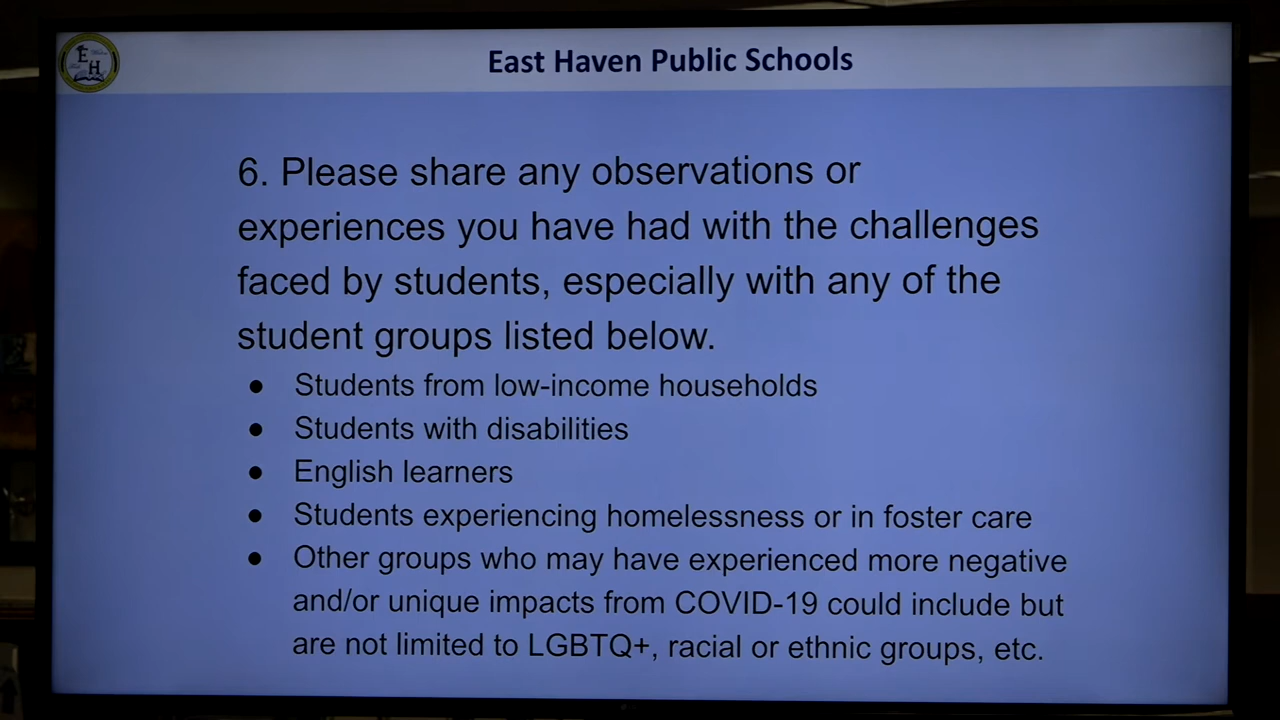 East Haven Public Schools
E
H
6. Please share any observations or
experiences you have had with the challenges
faced by students, especially with any of the
student groups listed below.
● Students from low-income households
● Students with disabilities
● English learners
● Students experiencing homelessness or in foster care
● Other groups who may have experienced more negative
and/or unique impacts from COVID-19 could include but
are not limited to LGBTQ+, racial or ethnic groups, etc.